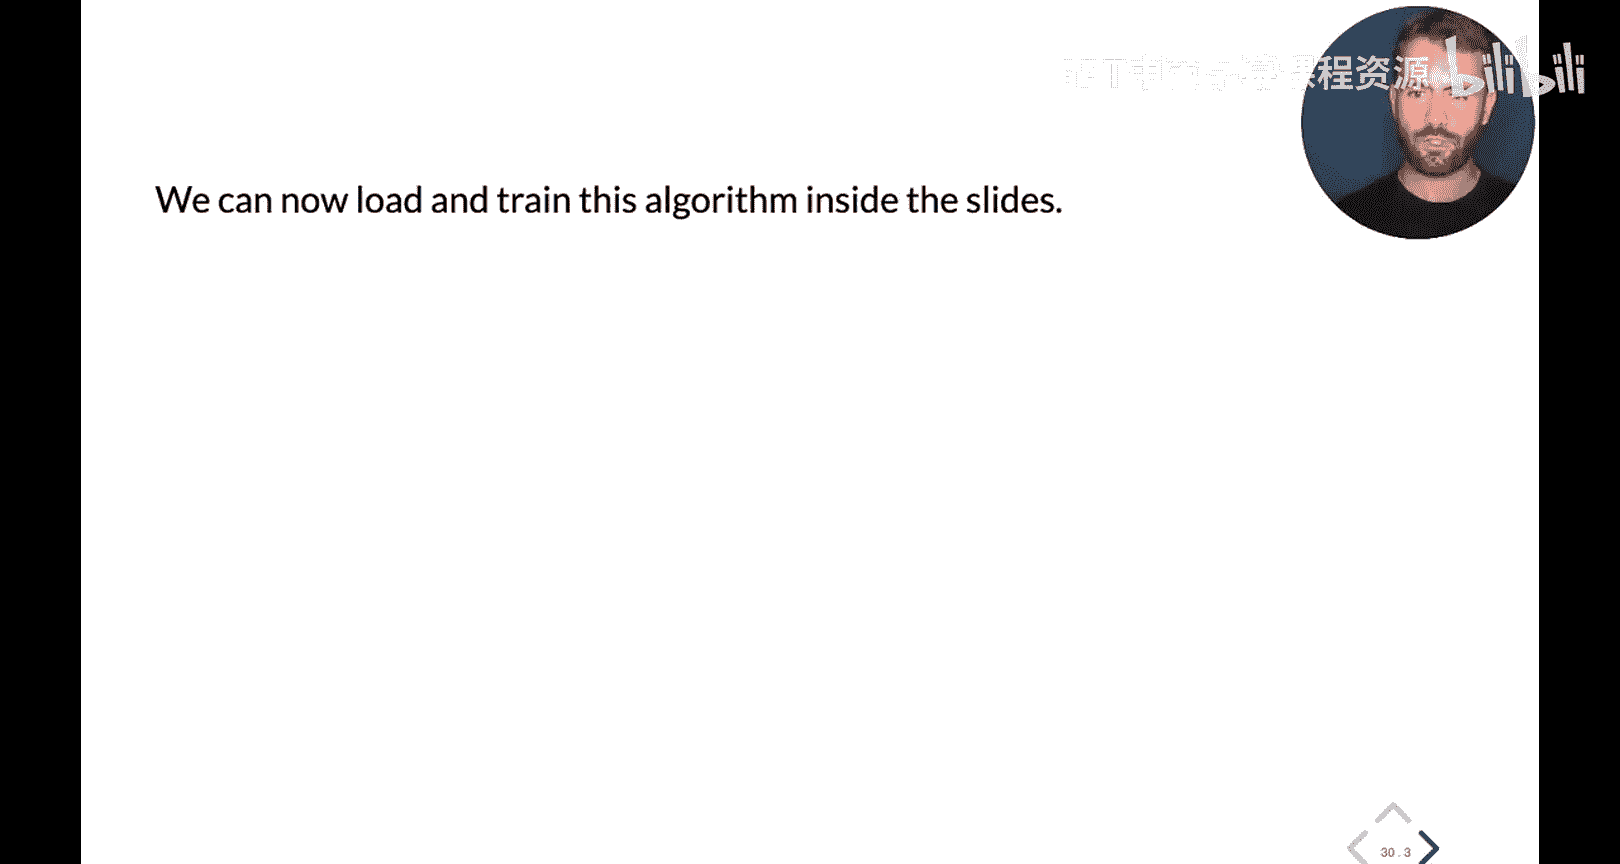 课程资源 bilibili
We can now load and train this algorithm inside the slides.
30.3